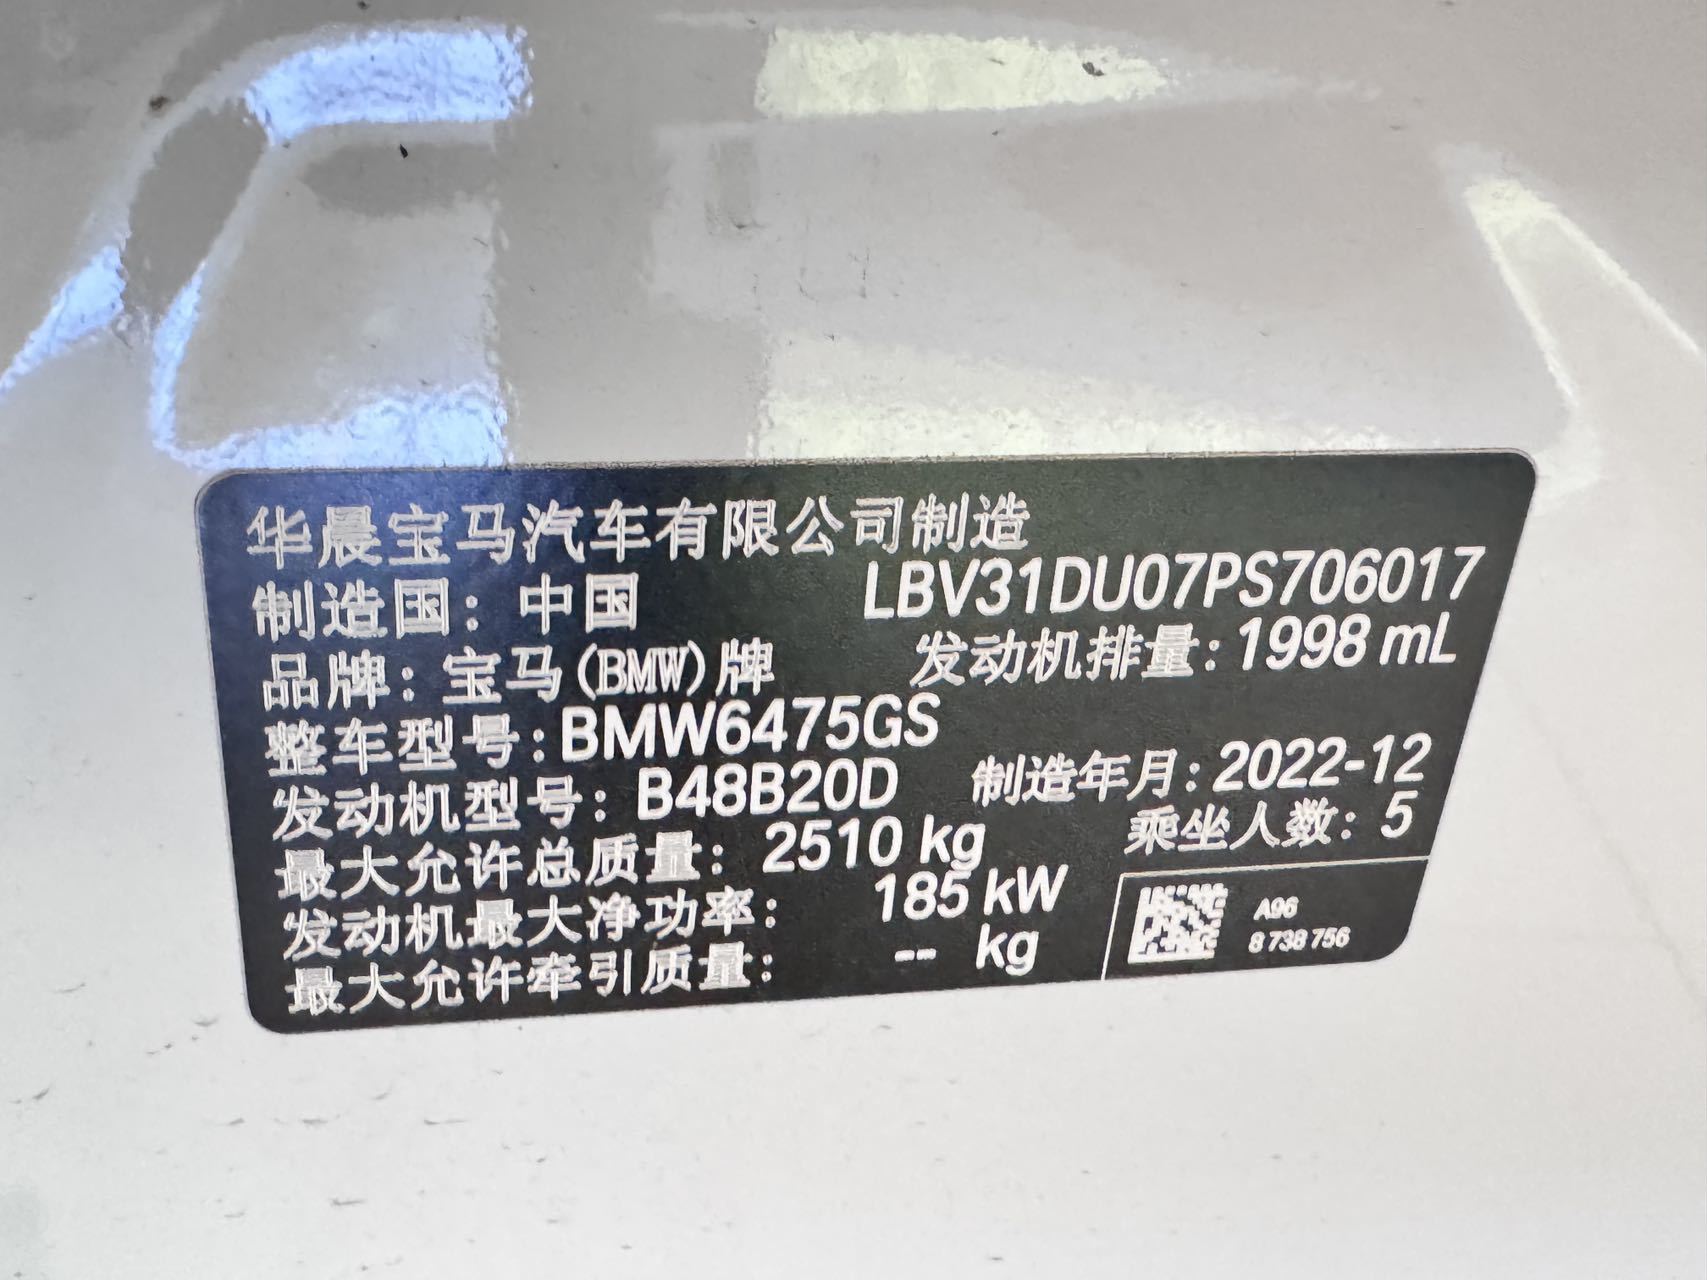 华晨宝马汽车有限公司制造
制造国：中国
LBV31DU07PS706017
品牌：宝马(BMW)牌
发动机排量：1998 mL
整车型号：BMW6475GS
发动机型号：B48B20D
制造年月：2022-12
最大允许总质量：2510 kg
乘坐人数：5
发动机最大净功率：185 kW
最大允许牵引质量：-- kg
A96
8 738 756